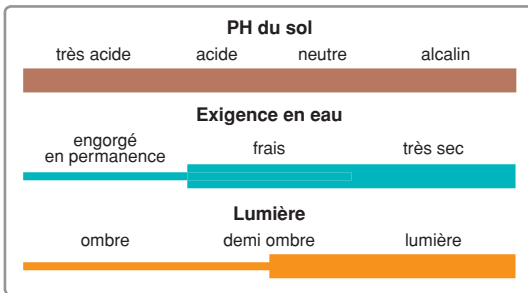 PH du sol
très acide acide neutre alcalin
Exigence en eau
engorgé
en permanence frais très sec
Lumière
ombre demi ombre lumière